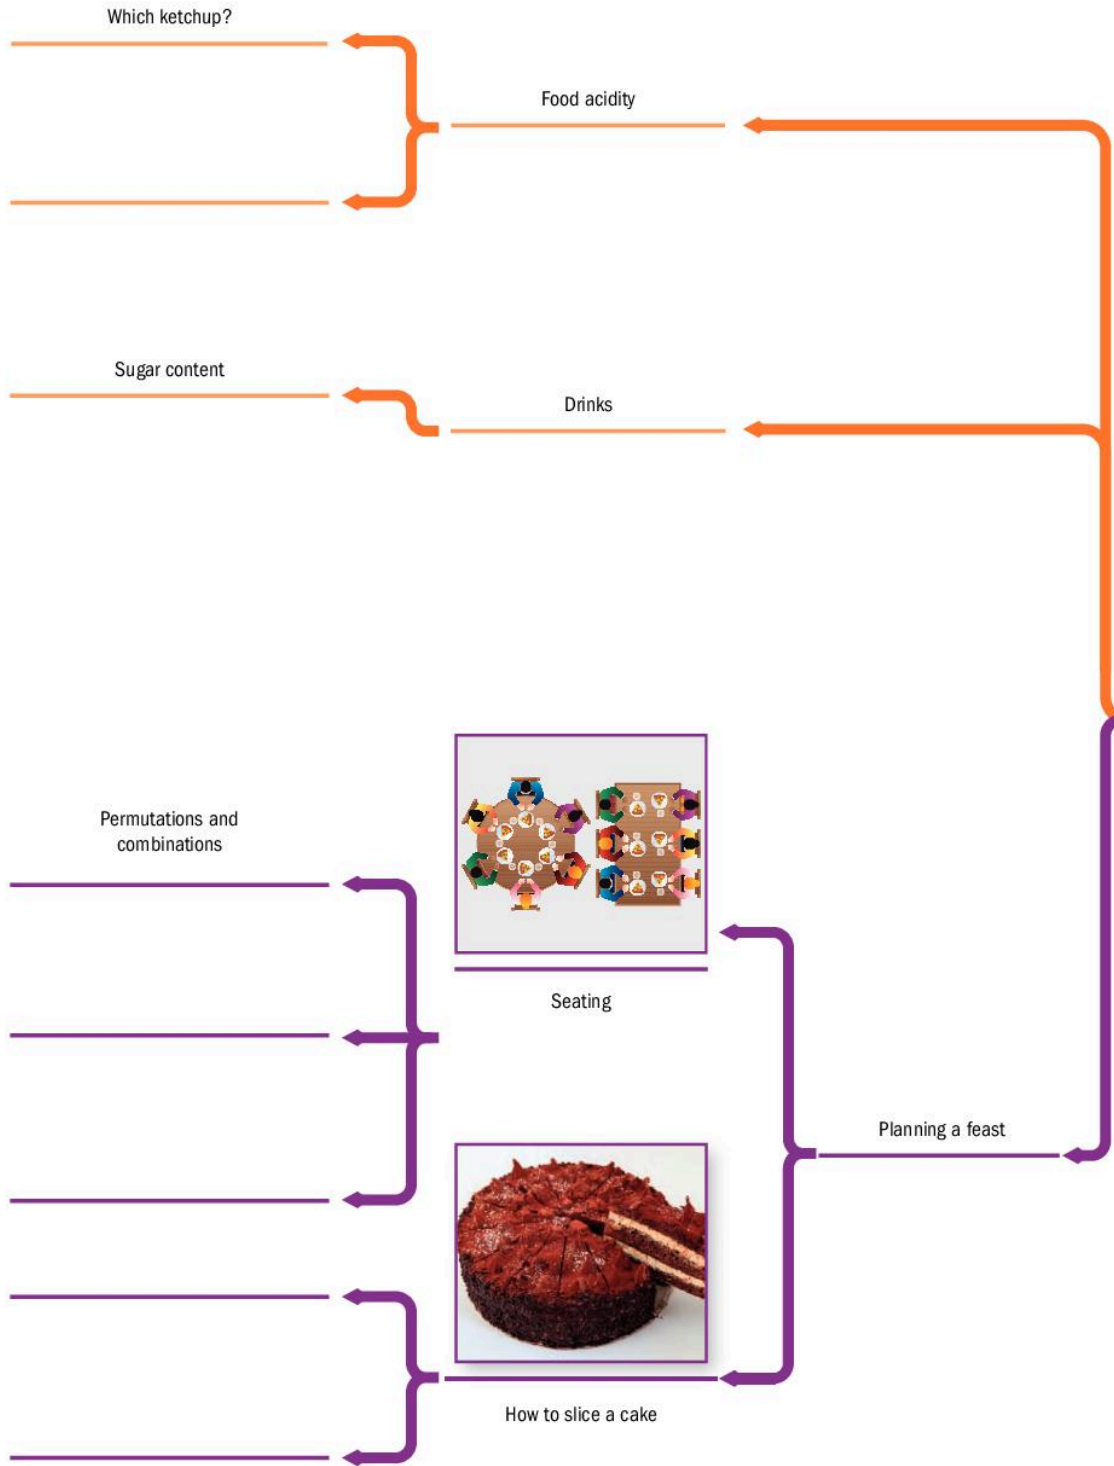 Which ketchup?
Food acidity
Sugar content
Drinks
Permutations and
combinations
Seating
Planning a feast
How to slice a cake